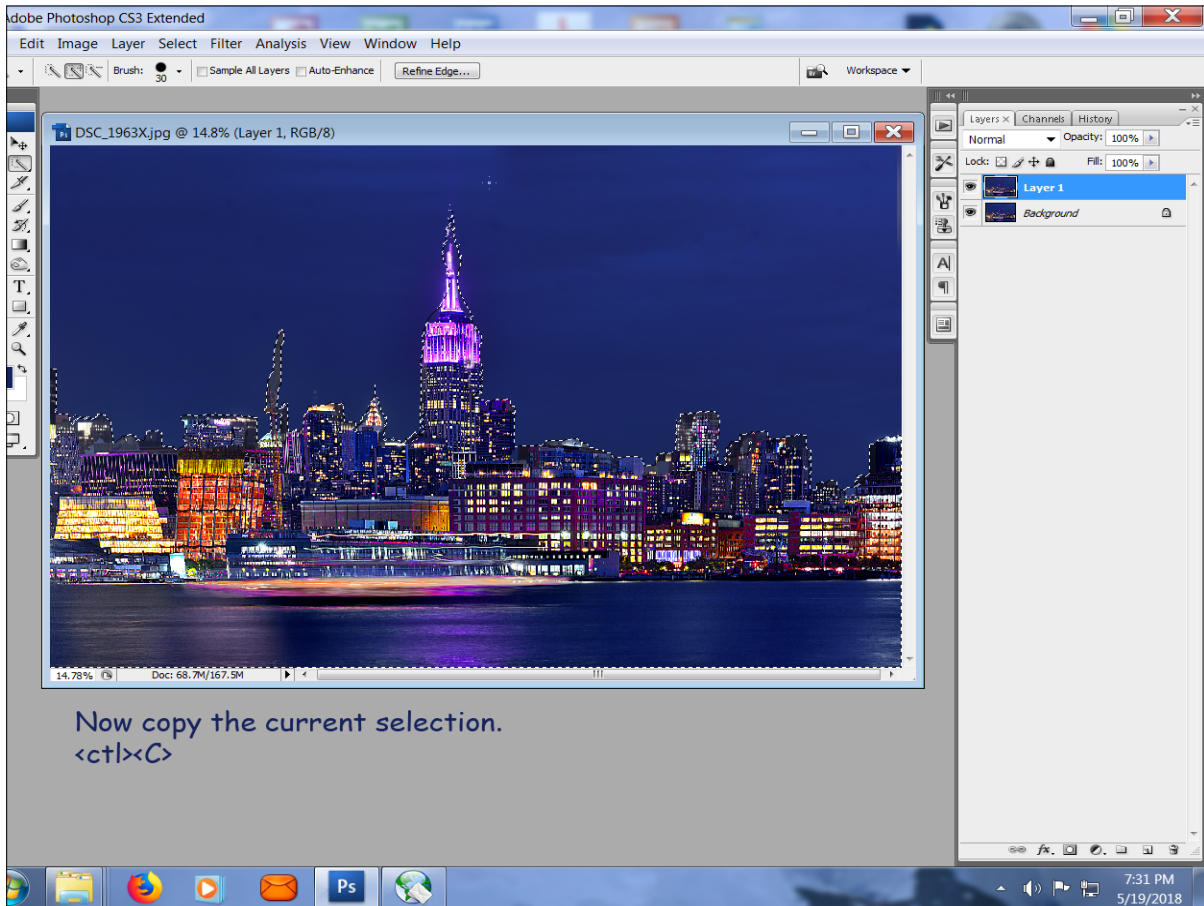 Adobe Photoshop CS3 Extended
Edit Image Layer Select Filter Analysis View Window Help
Brush: 30 Sample All Layers Auto-Enhance Refine Edge... Workspace
DSC_1963X.jpg @ 14.8% (Layer 1, RGB/8)
Layers × Channels History
Normal Opacity: 100%
Lock: Fill: 100%
Layer 1
Background
14.78% Doc: 68.7M/167.5M
Now copy the current selection.
<ctl><C>
Ps
7:31 PM
5/19/2018